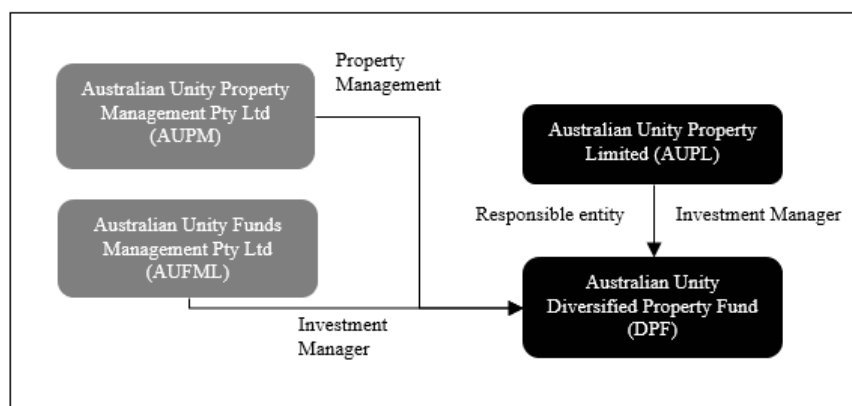 Australian Unity Property
Management Pty Ltd
(AUPM)
Property
Management
Australian Unity Property
Limited (AUPL)
Australian Unity Funds
Management Pty Ltd
(AUFML)
Responsible entity
Investment Manager
Australian Unity
Diversified Property Fund
(DPF)
Investment
Manager